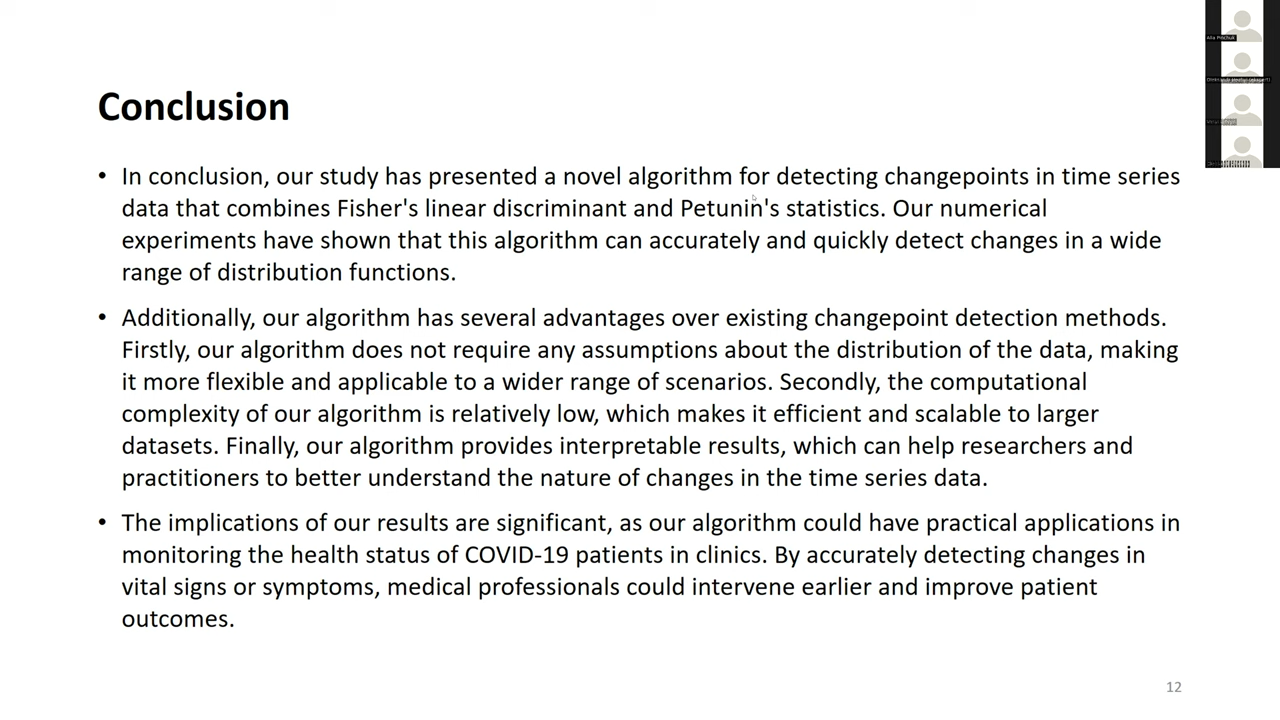 Conclusion
• In conclusion, our study has presented a novel algorithm for detecting changepoints in time series
data that combines Fisher's linear discriminant and Petunin's statistics. Our numerical
experiments have shown that this algorithm can accurately and quickly detect changes in a wide
range of distribution functions.
• Additionally, our algorithm has several advantages over existing changepoint detection methods.
Firstly, our algorithm does not require any assumptions about the distribution of the data, making
it more flexible and applicable to a wider range of scenarios. Secondly, the computational
complexity of our algorithm is relatively low, which makes it efficient and scalable to larger
datasets. Finally, our algorithm provides interpretable results, which can help researchers and
practitioners to better understand the nature of changes in the time series data.
• The implications of our results are significant, as our algorithm could have practical applications in
monitoring the health status of COVID-19 patients in clinics. By accurately detecting changes in
vital signs or symptoms, medical professionals could intervene earlier and improve patient
outcomes.
12
Alla Pinchuk